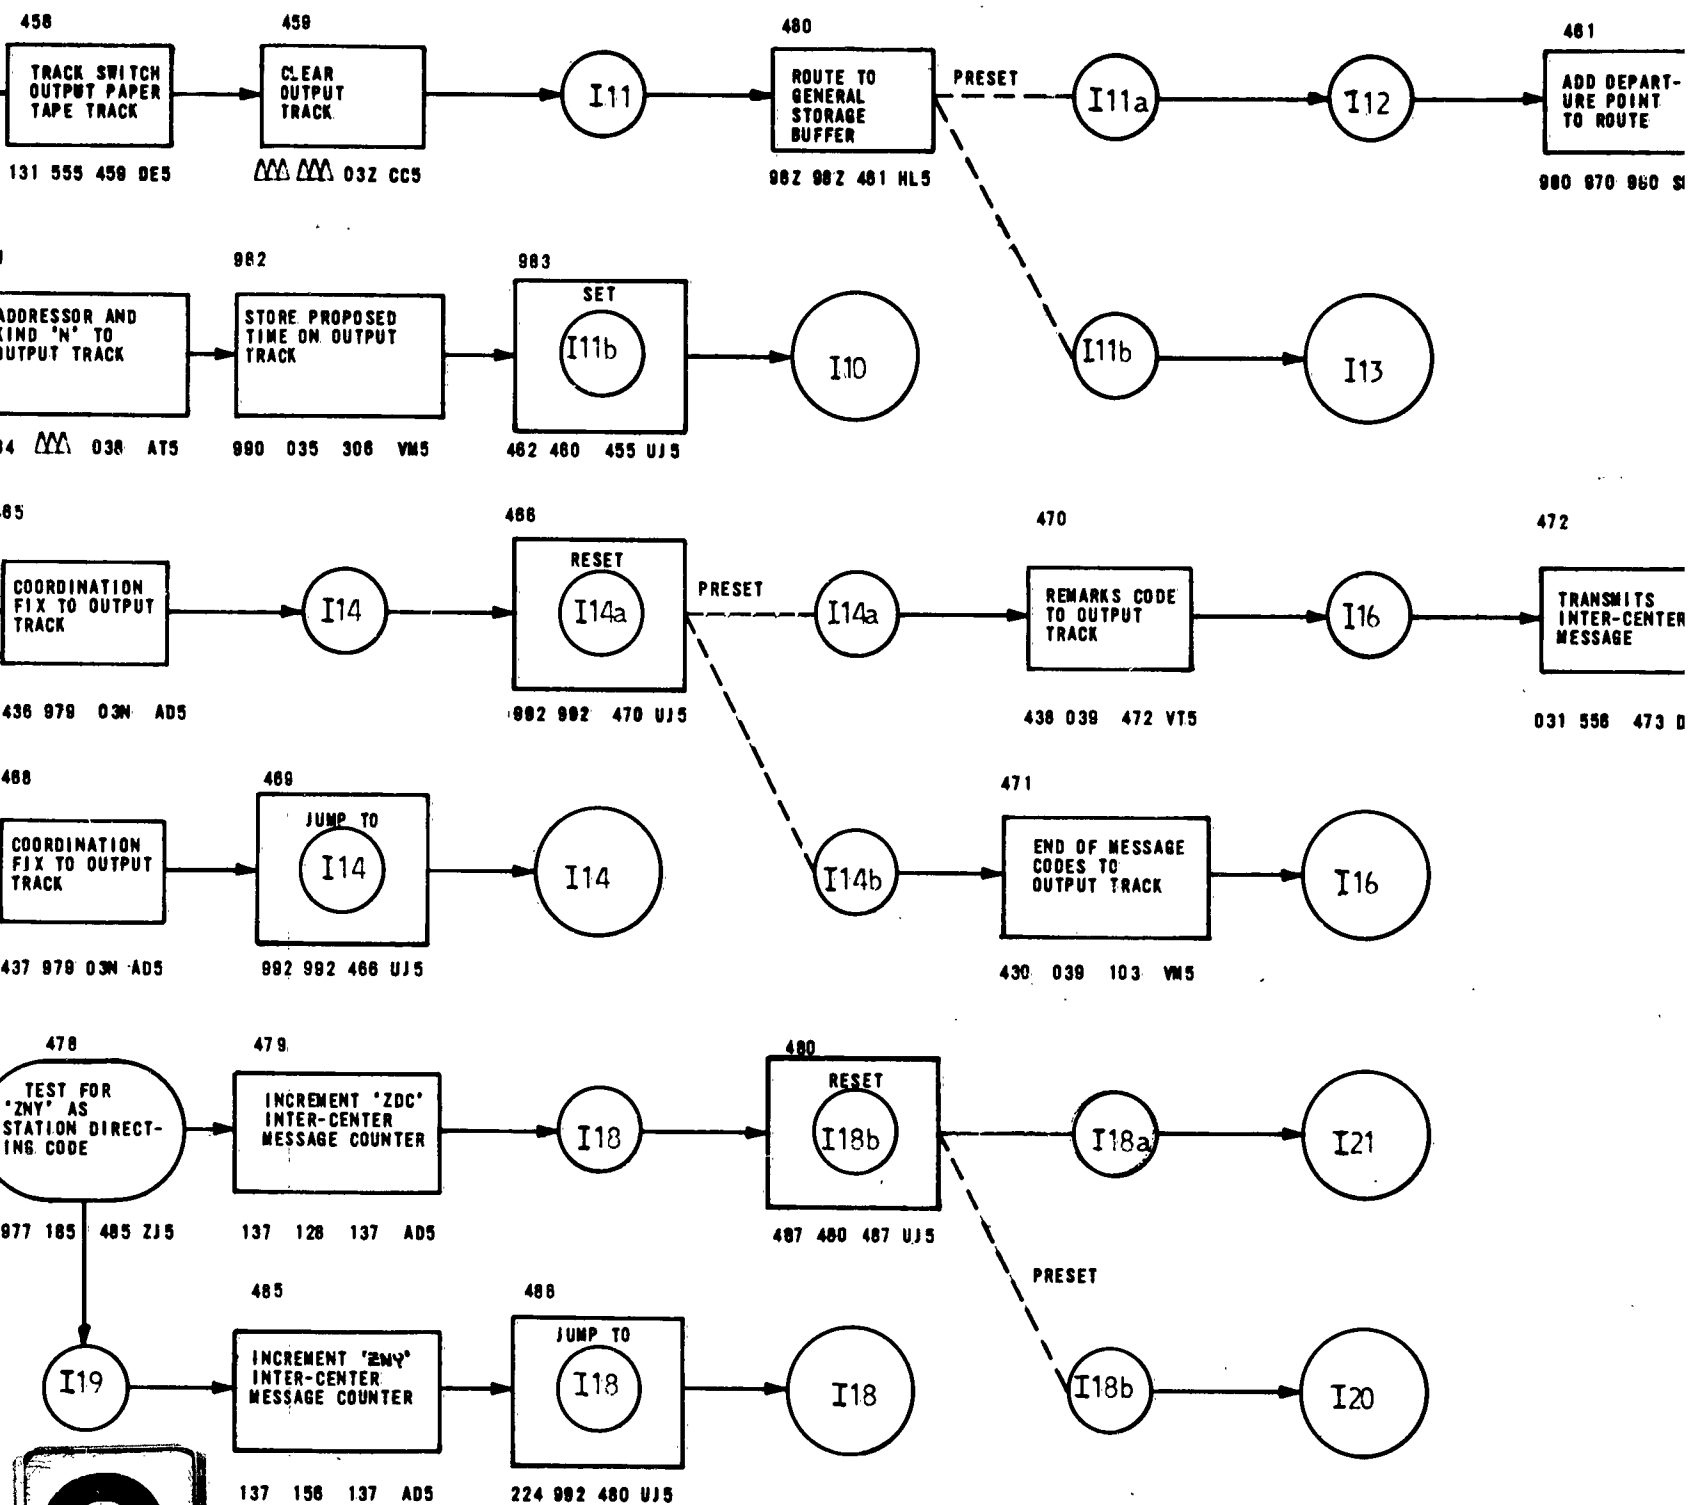 458
TRACK SWITCH
OUTPUT PAPER
TAPE TRACK
131 555 459 DE5
459
CLEAR
OUTPUT
TRACK
03Z CC5
I11
460
ROUTE TO
GENERAL
STORAGE
BUFFER
98Z 98Z 461 HL5
PRESET
I11a
I12
461
ADD DEPART-
URE POINT
TO ROUTE
980 970 960
ADDRESSOR AND
KIND "N" TO
OUTPUT TRACK
038 AT5
982
STORE PROPOSED
TIME ON OUTPUT
TRACK
990 035 306 VM5
983
SET
I11b
462 460 455 UJ5
I10
I11b
I13
COORDINATION
FIX TO OUTPUT
TRACK
436 979 03N AD5
I14
466
RESET
I14a
992 992 470 UJ5
PRESET
I14a
470
REMARKS CODE
TO OUTPUT
TRACK
438 039 472 VT5
I16
472
TRANSMITS
INTER-CENTER
MESSAGE
031 556 473
468
COORDINATION
FIX TO OUTPUT
TRACK
437 979 03N AD5
469
JUMP TO
I14
992 992 466 UJ5
I14
I14b
471
END OF MESSAGE
CODES TO
OUTPUT TRACK
430 039 103 VM5
I16
478
TEST FOR
"ZNY" AS
STATION DIRECT-
ING CODE
977 185 485 ZJ5
479
INCREMENT "ZDC"
INTER-CENTER
MESSAGE COUNTER
137 128 137 AD5
I18
480
RESET
I18b
487 480 487 UJ5
I18a
I21
PRESET
I19
485
INCREMENT "ZNY"
INTER-CENTER
MESSAGE COUNTER
137 156 137 AD5
486
JUMP TO
I18
224 992 480 UJ5
I18
I18b
I20